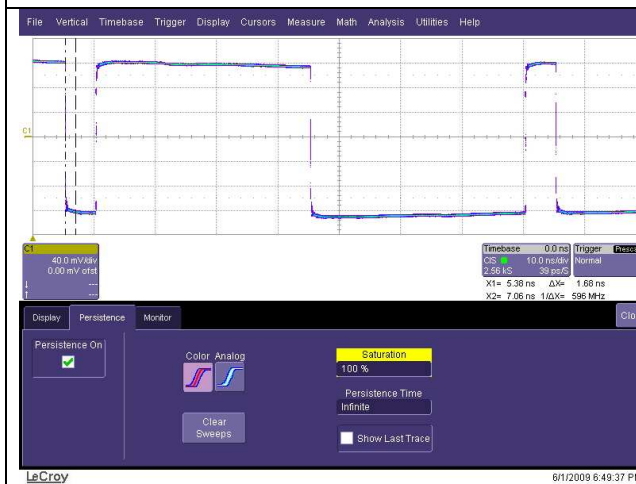 File Vertical Timebase Trigger Display Cursors Measure Math Analysis Utilities Help
C1
C1
40.0 mV/div
0.00 mV ofst
Timebase 0.0 ns Trigger
CIS 10.0 ns/div Normal
2.56 kS 39 ps/S
X1= 5.38 ns ΔX= 1.68 ns
X2= 7.06 ns 1/ΔX= 596 MHz
Display Persistence Monitor Clo
Persistence On
Color Analog
Saturation
100 %
Persistence Time
Infinite
Clear
Sweeps
Show Last Trace
LeCroy
6/1/2009 6:49:37 P